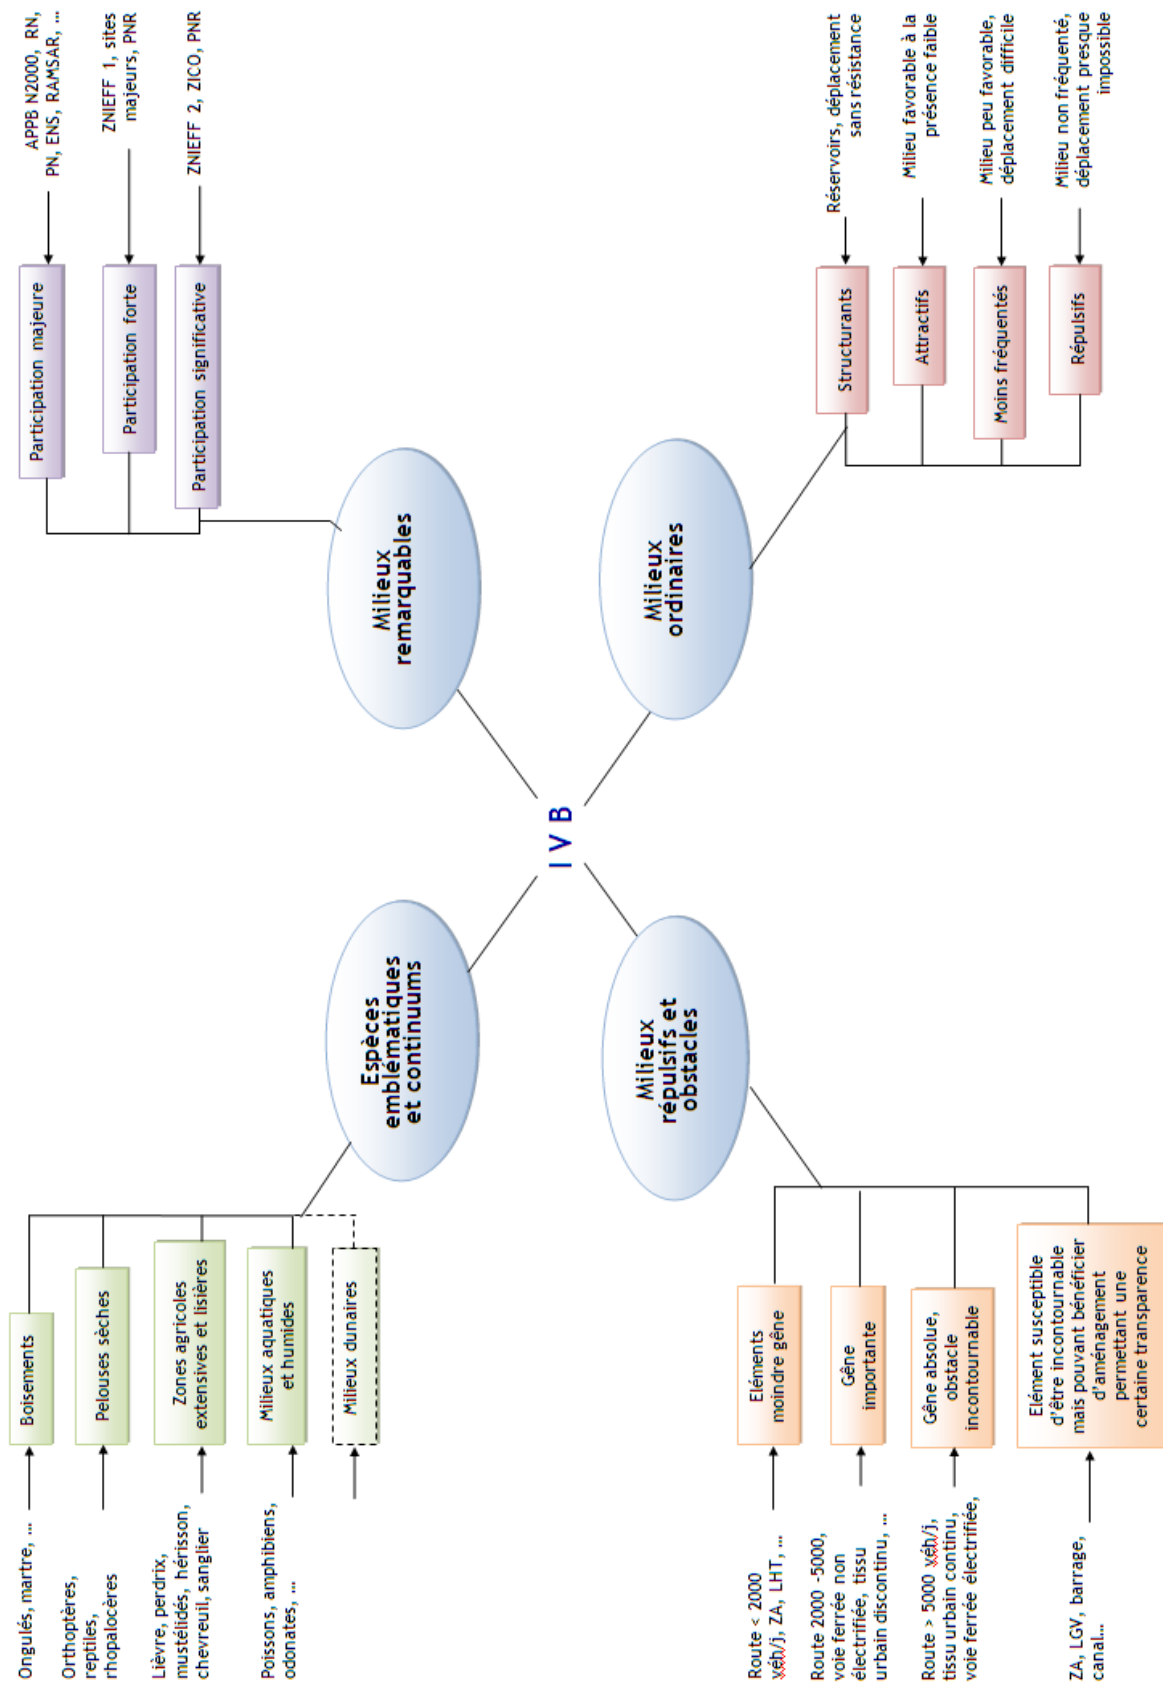 Ongulés, martre, ...
Boisements
Orthoptères,
reptiles,
rhopalocères
Pelouses sèches
Lièvre, perdrix,
mustélidés, hérisson,
chevreuil, sanglier
Zones agricoles
extensives et lisières
Poissons, amphibiens,
odonates, ...
Milieux aquatiques
et humides
Milieux dunaires
Espèces
emblématiques
et continuums
Participation majeure
APPB N2000, RN,
PN, ENS, RAMSAR, ...
Participation forte
ZNIEFF 1, sites
majeurs, PNR
Participation significative
ZNIEFF 2, ZICO, PNR
Milieux
remarquables
I V B
Milieux
répulsifs et
obstacles
Milieux
ordinaires
Route < 2000
véh/j, ZA, LHT, ...
Eléments
moindre gêne
Route 2000 -5000,
voie ferrée non
électrifiée, tissu
urbain discontinu, ...
Gêne
importante
Route > 5000 véh/j,
tissu urbain continu,
voie ferrée électrifiée,
Gêne absolue,
obstacle
incontournable
ZA, LGV, barrage,
canal...
Elément susceptible
d'être incontournable
mais pouvant bénéficier
d'aménagement
permettant une
certaine transparence
Structurants
Réservoirs, déplacement
sans résistance
Attractifs
Milieu favorable à la
présence faible
Moins fréquentés
Milieu peu favorable,
déplacement difficile
Répulsifs
Milieu non fréquenté,
déplacement presque
impossible